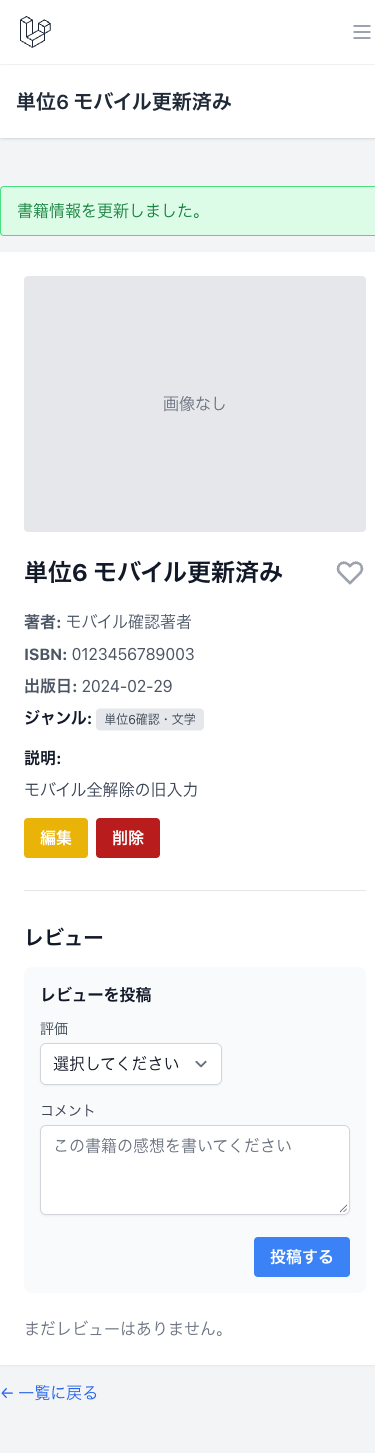 単位6 モバイル更新済み
書籍情報を更新しました。
画像なし
単位6 モバイル更新済み
著者: モバイル確認著者
ISBN: 0123456789003
出版日: 2024-02-29
ジャンル: 単位6確認・文学
説明:
モバイル全解除の旧入力
編集 削除
レビュー
レビューを投稿
評価
選択してください
コメント
この書籍の感想を書いてください
投稿する
まだレビューはありません。
← 一覧に戻る